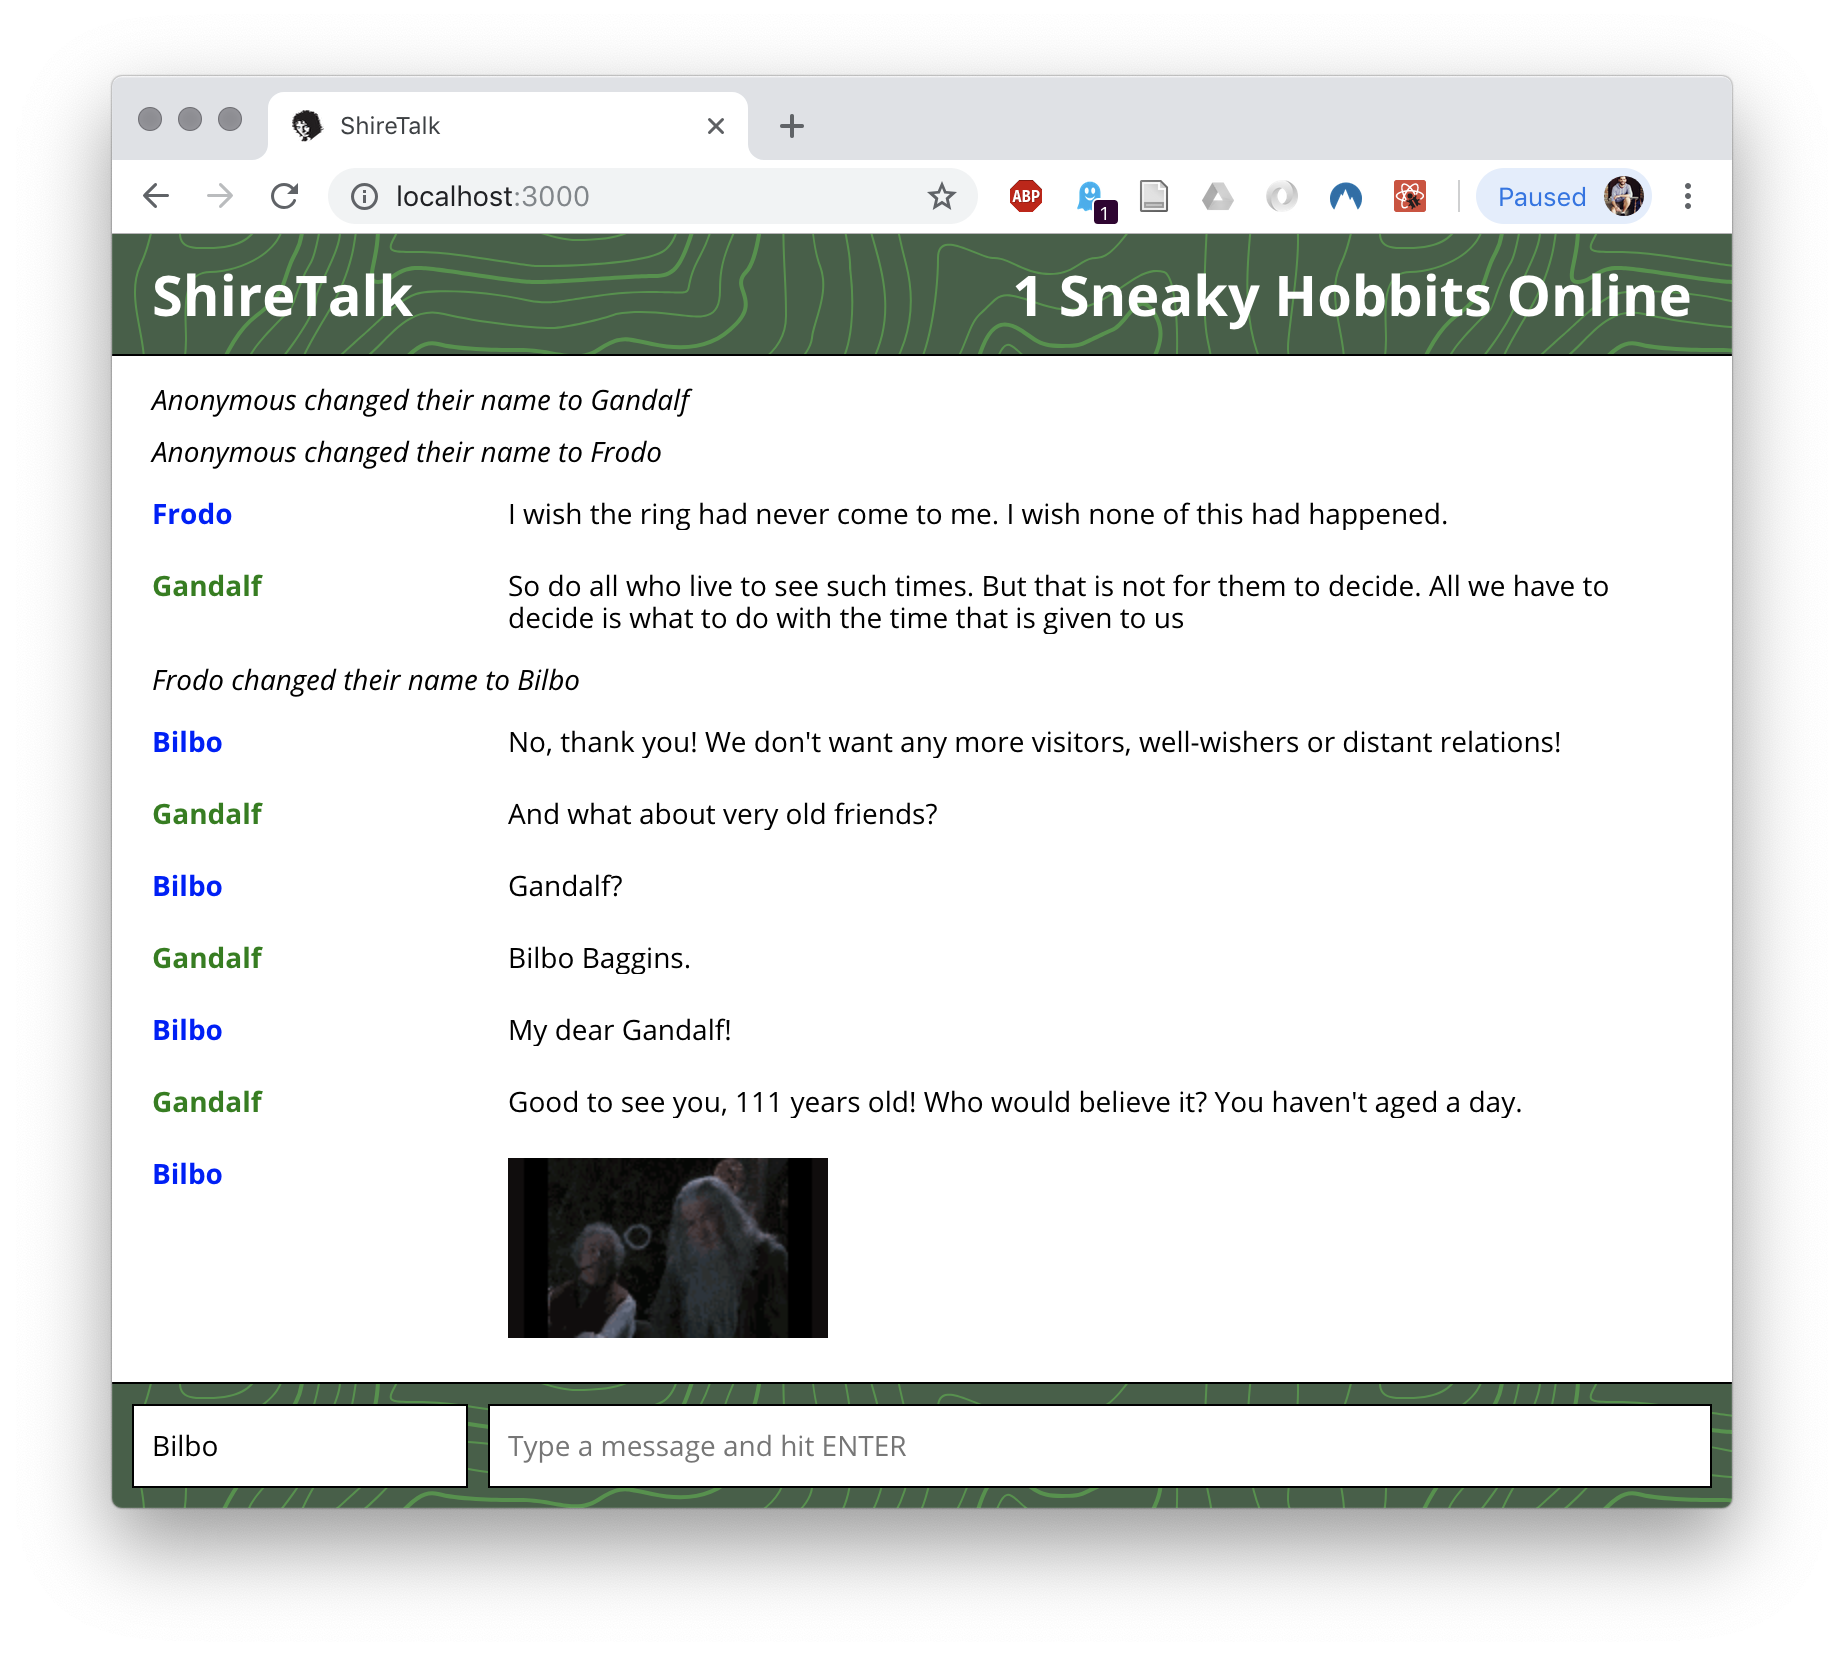 ShireTalk
localhost:3000
ABP
1
Paused
ShireTalk
1 Sneaky Hobbits Online
Anonymous changed their name to Gandalf
Anonymous changed their name to Frodo
Frodo
I wish the ring had never come to me. I wish none of this had happened.
Gandalf
So do all who live to see such times. But that is not for them to decide. All we have to
decide is what to do with the time that is given to us
Frodo changed their name to Bilbo
Bilbo
No, thank you! We don't want any more visitors, well-wishers or distant relations!
Gandalf
And what about very old friends?
Bilbo
Gandalf?
Gandalf
Bilbo Baggins.
Bilbo
My dear Gandalf!
Gandalf
Good to see you, 111 years old! Who would believe it? You haven't aged a day.
Bilbo
Bilbo
Type a message and hit ENTER